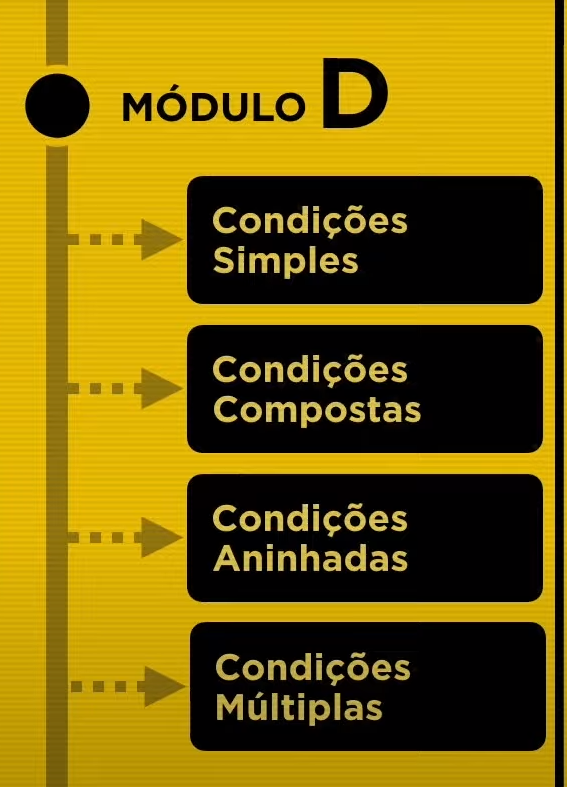 MÓDULO D
Condições
Simples
Condições
Compostas
Condições
Aninhadas
Condições
Múltiplas